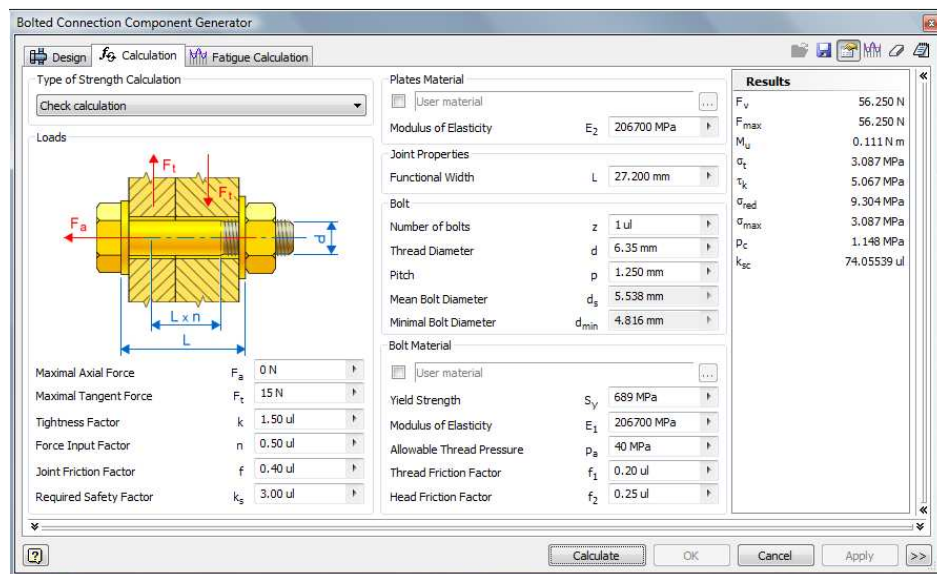 Bolted Connection Component Generator
Design
Calculation
Fatigue Calculation
Type of Strength Calculation
Check calculation
Loads
Ft
Ft
Fa
d
L x n
L
Maximal Axial Force Fa 0 N
Maximal Tangent Force Ft 15 N
Tightness Factor k 1.50 ul
Force Input Factor n 0.50 ul
Joint Friction Factor f 0.40 ul
Required Safety Factor ks 3.00 ul
Plates Material
User material ...
Modulus of Elasticity E2 206700 MPa
Joint Properties
Functional Width L 27.200 mm
Bolt
Number of bolts z 1 ul
Thread Diameter d 6.35 mm
Pitch p 1.250 mm
Mean Bolt Diameter ds 5.538 mm
Minimal Bolt Diameter dmin 4.816 mm
Bolt Material
User material ...
Yield Strength Sy 689 MPa
Modulus of Elasticity E1 206700 MPa
Allowable Thread Pressure pa 40 MPa
Thread Friction Factor f1 0.20 ul
Head Friction Factor f2 0.25 ul
Results
Fv 56.250 N
Fmax 56.250 N
Mu 0.111 N m
σt 3.087 MPa
τk 5.067 MPa
σred 9.304 MPa
σmax 3.087 MPa
pc 1.148 MPa
ksc 74.05539 ul
Calculate
OK
Cancel
Apply
>>